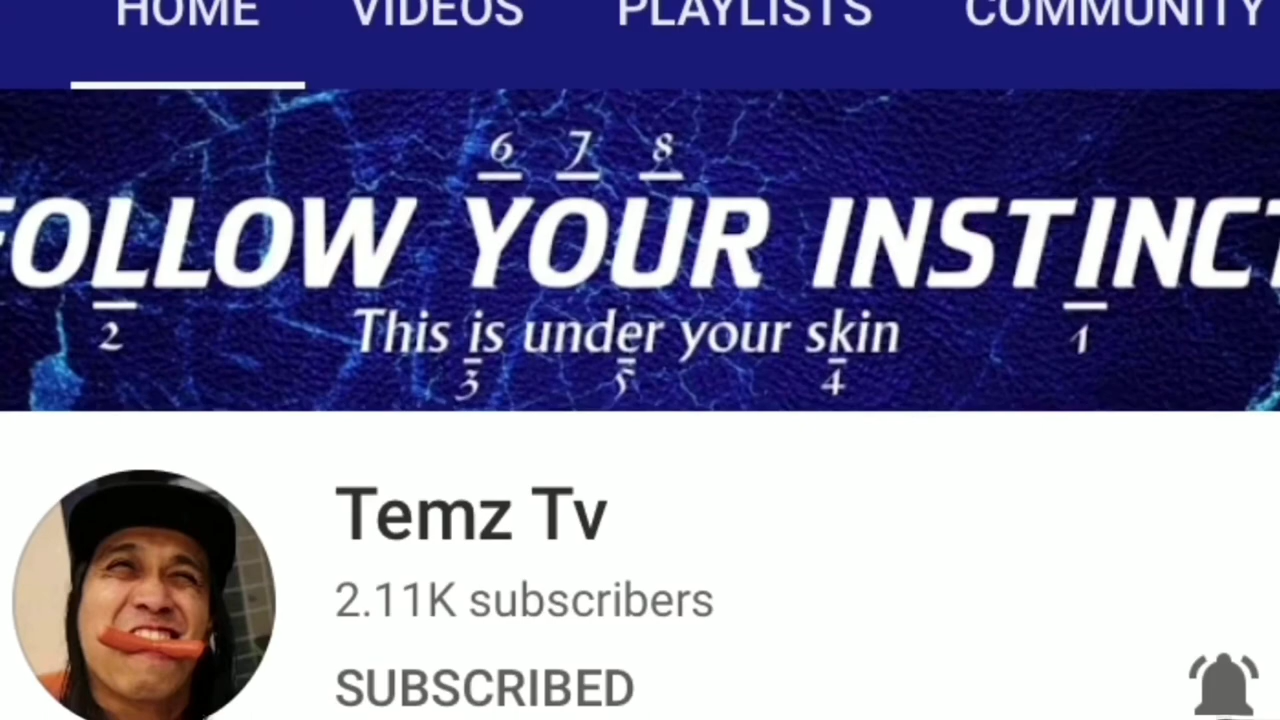 HOME VIDEOS PLAYLISTS COMMUNITY
6 7 8
FOLLOW YOUR INSTINCT
2 1
This is under your skin
3 5 4
Temz Tv
2.11K subscribers
SUBSCRIBED